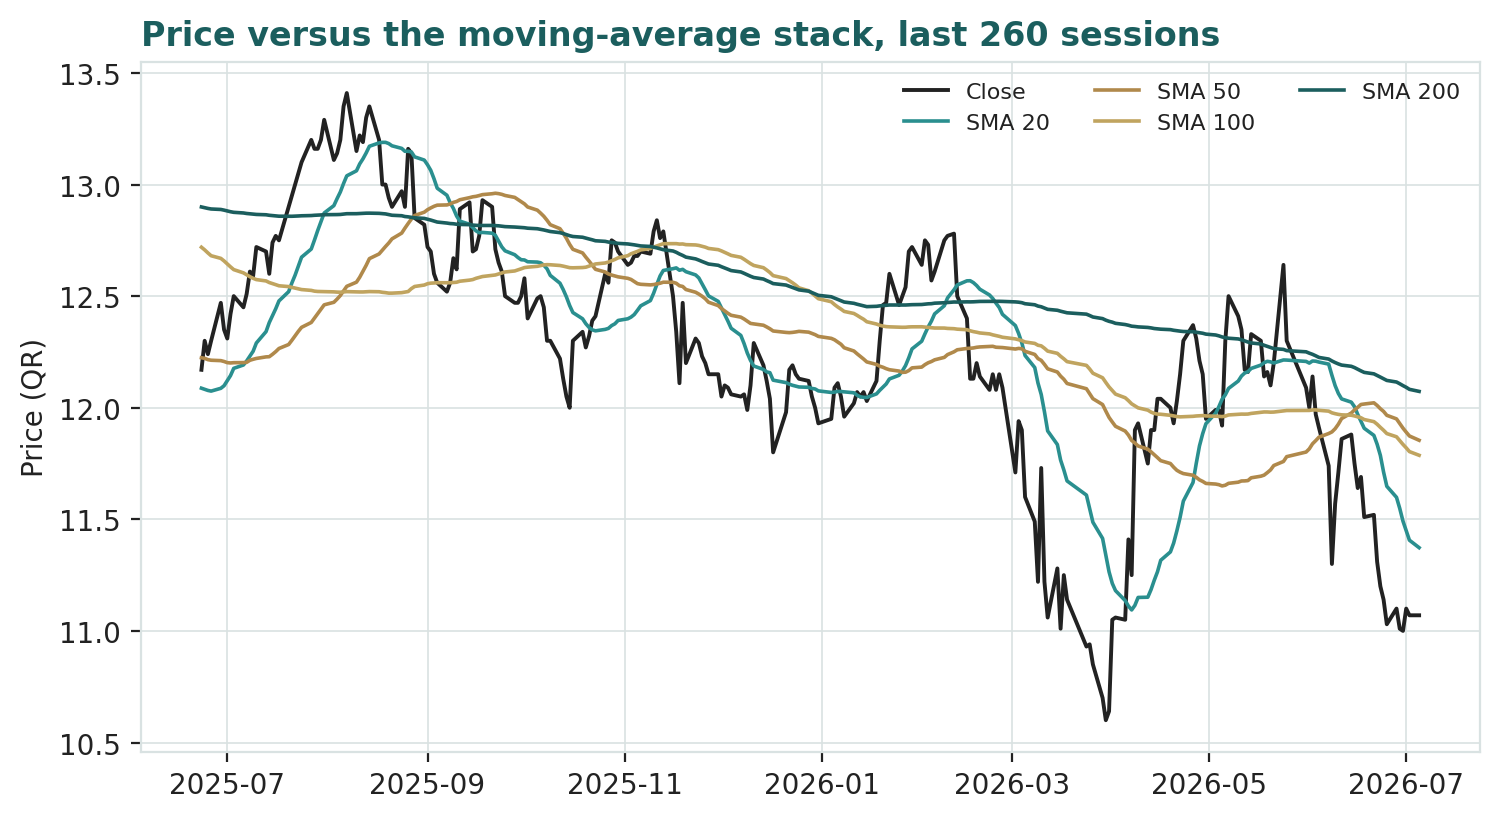 Price versus the moving-average stack, last 260 sessions
Close
SMA 20
SMA 50
SMA 100
SMA 200
Price (QR)
13.5
13.0
12.5
12.0
11.5
11.0
10.5
2025-07
2025-09
2025-11
2026-01
2026-03
2026-05
2026-07